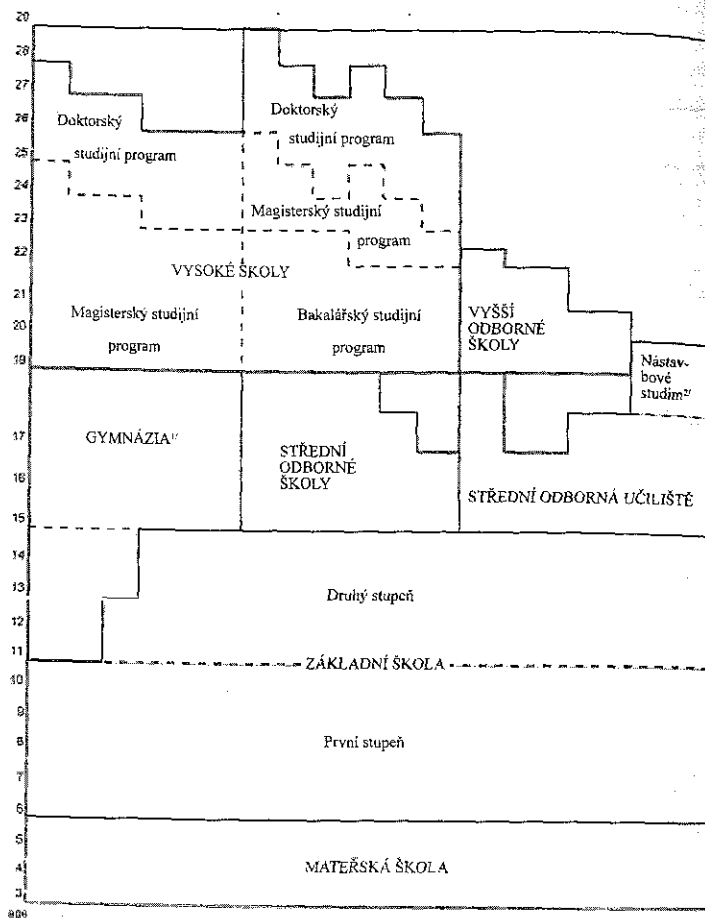 28
27
26
25
24
23
22
21
20
19
17
16
15
14
13
12
11
10
9
8
7
6
5
4
3
Doktorský
studijní program
Doktorský
studijní program
Magisterský studijní
program
VYSOKÉ ŠKOLY
Magisterský studijní
program
Bakalářský studijní
program
VYŠŠÍ
ODBORNÉ
ŠKOLY
Nástav-
bové
studim²/
GYMNÁZIA¹/
STŘEDNÍ
ODBORNÉ
ŠKOLY
STŘEDNÍ ODBORNÁ UČILIŠTĚ
Druhý stupeň
ZÁKLADNÍ ŠKOLA
První stupeň
MATEŘSKÁ ŠKOLA